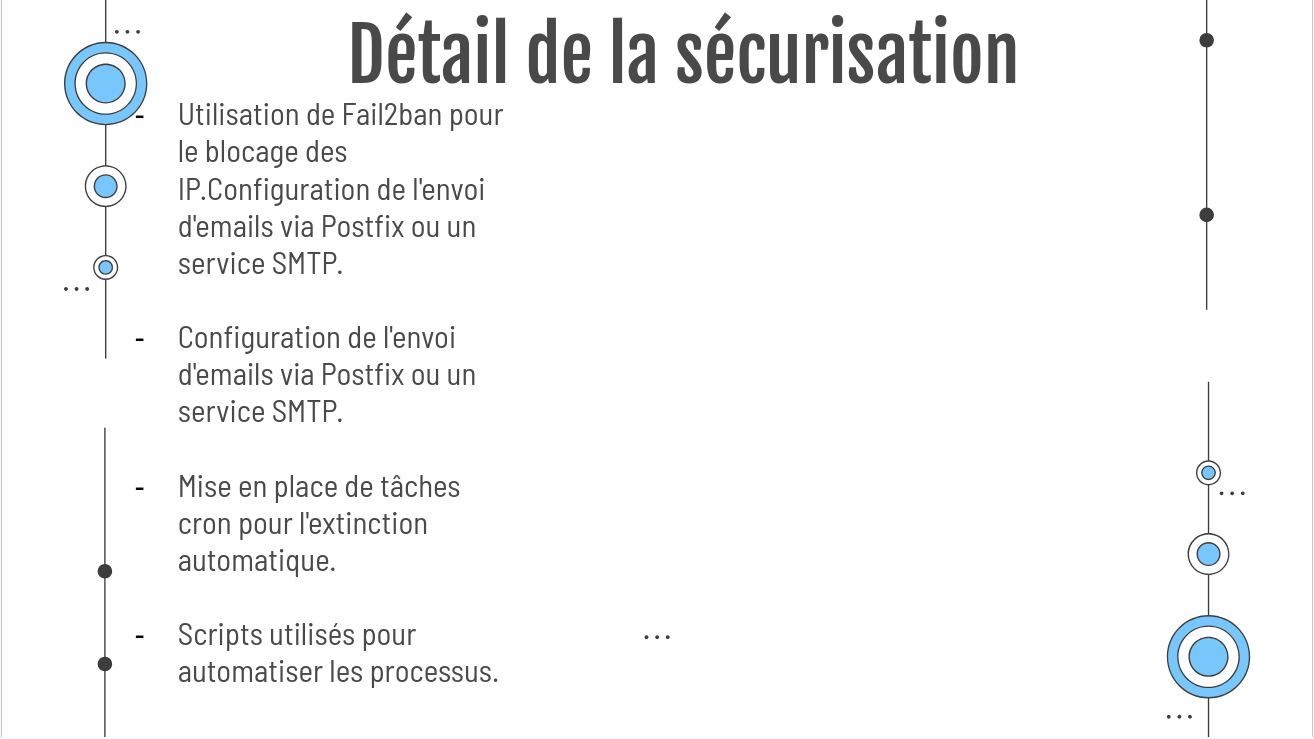 Détail de la sécurisation
- Utilisation de Fail2ban pour
le blocage des
IP.Configuration de l'envoi
d'emails via Postfix ou un
service SMTP.
- Configuration de l'envoi
d'emails via Postfix ou un
service SMTP.
- Mise en place de tâches
cron pour l'extinction
automatique.
- Scripts utilisés pour
automatiser les processus.